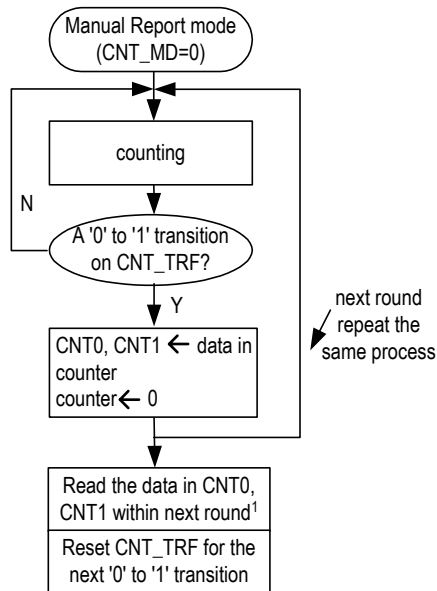 Manual Report mode
(CNT_MD=0)
counting
N
A '0' to '1' transition
on CNT_TRF?
Y
next round
repeat the
same process
CNT0, CNT1 ← data in
counter
counter← 0
Read the data in CNT0,
CNT1 within next round¹
Reset CNT_TRF for the
next '0' to '1' transition